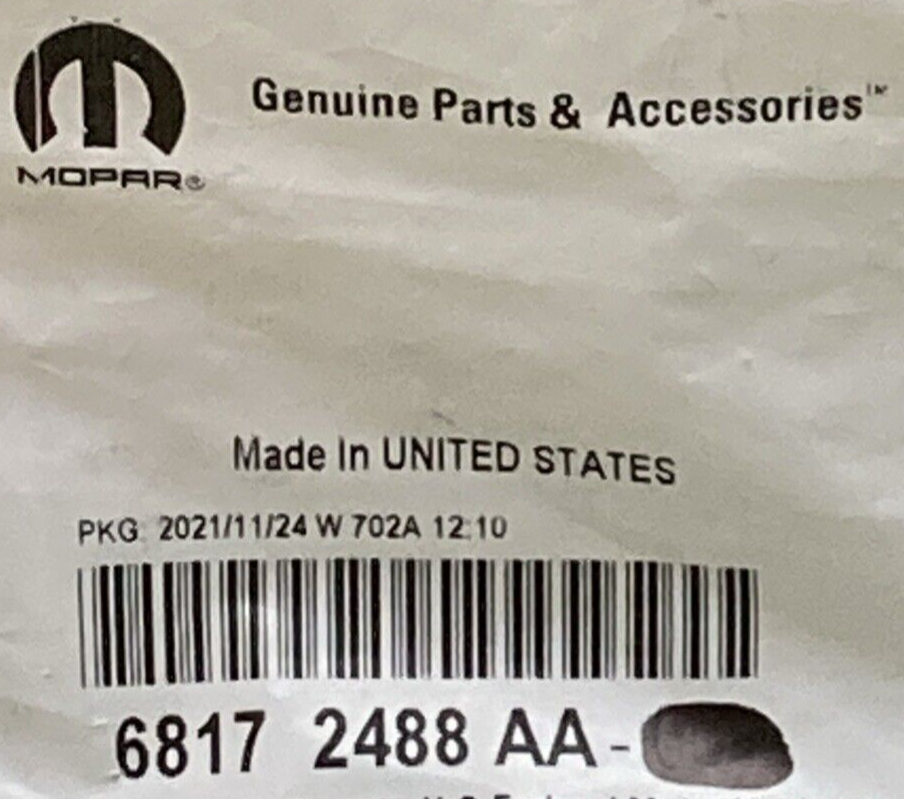 Genuine Parts & Accessories™
MOPAR®
Made In UNITED STATES
PKG: 2021/11/24 W 702A 12:10
6817 2488 AA-